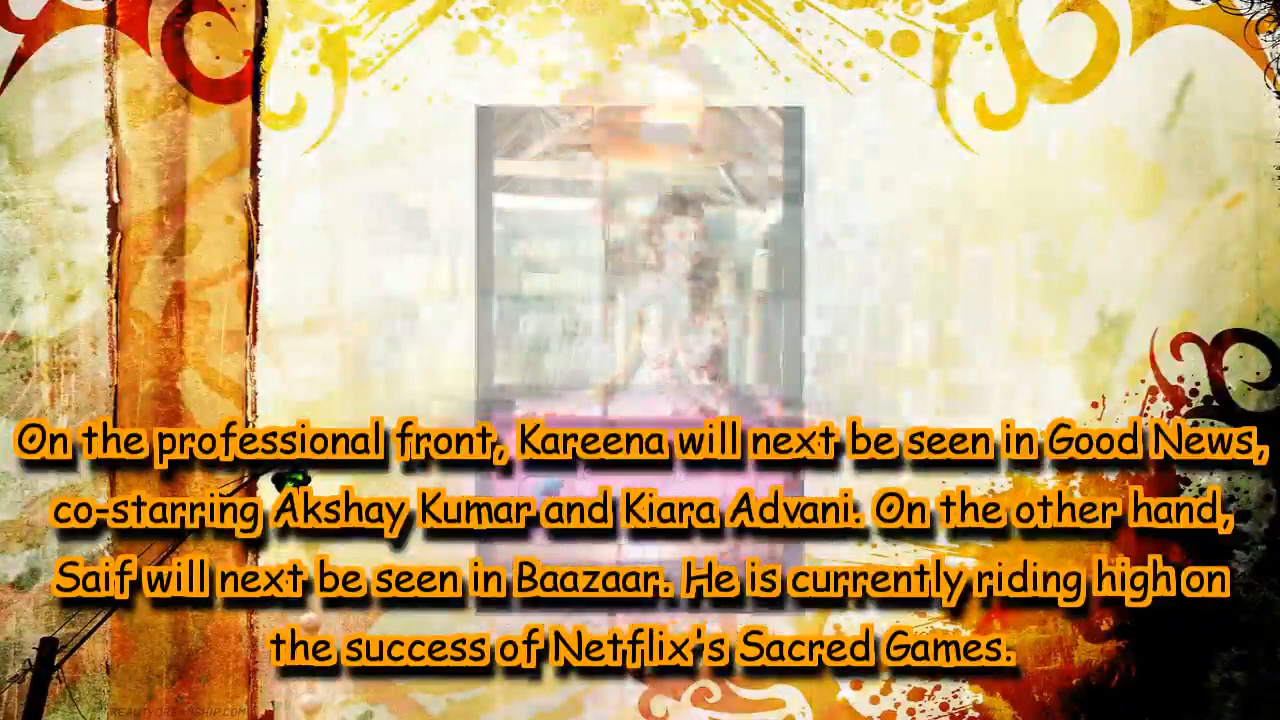 On the professional front, Kareena will next be seen in Good News,
co-starring Akshay Kumar and Kiara Advani. On the other hand,
Saif will next be seen in Baazaar. He is currently riding high on
the success of Netflix's Sacred Games.